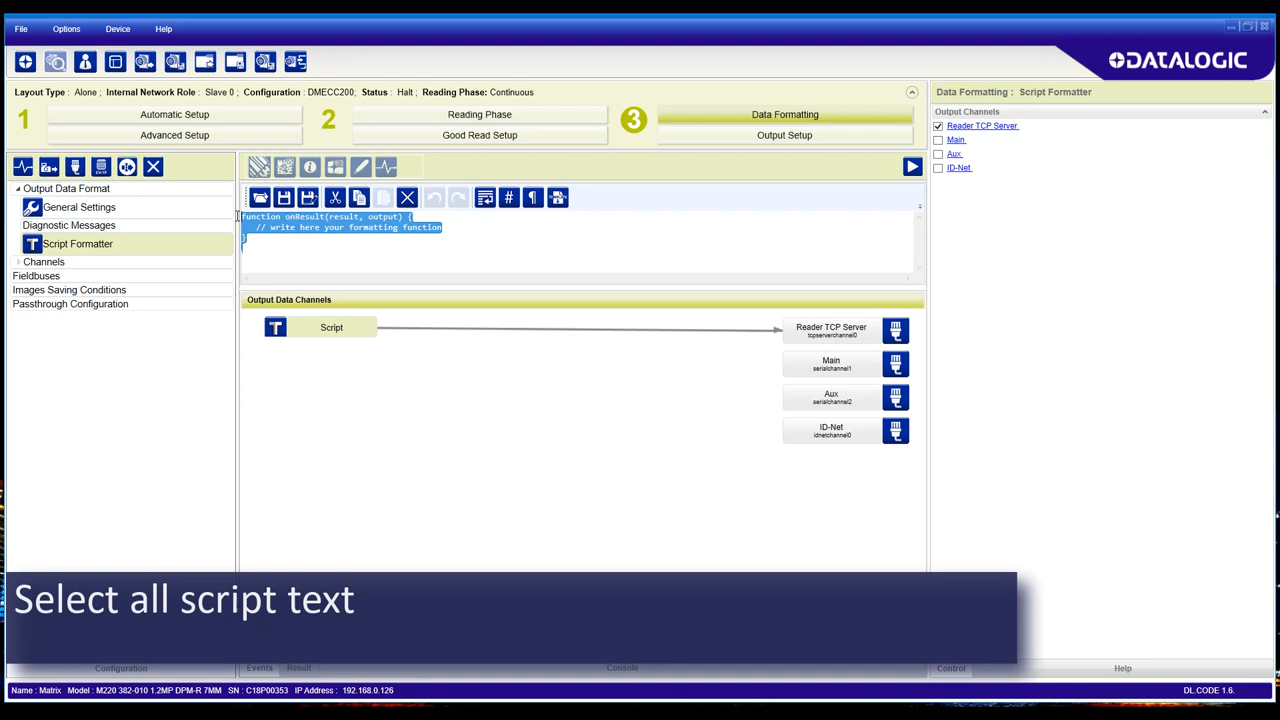 File Options Device Help
DATALOGIC
Layout Type : Alone ; Internal Network Role : Slave 0 ; Configuration : DMECC200; Status : Halt ; Reading Phase: Continuous
1 Automatic Setup 2 Reading Phase 3 Data Formatting
Advanced Setup Good Read Setup Output Setup
Data Formatting : Script Formatter
Output Channels
Reader TCP Server
Main
Aux
ID-Net
Output Data Format
General Settings
Diagnostic Messages
T Script Formatter
Channels
Fieldbuses
Images Saving Conditions
Passthrough Configuration
function onResult(result, output) {
// write here your formatting function
}
Output Data Channels
T Script
Reader TCP Server
tcpserverchannel0
Main
serialchannel1
Aux
serialchannel2
ID-Net
idnetchannel0
Select all script text
Configuration Events Result Console Control Help
Name : Matrix Model : M220 382-010 1.2MP DPM-R 7MM SN : C18P00353 IP Address : 192.168.0.126 DL.CODE 1.6.